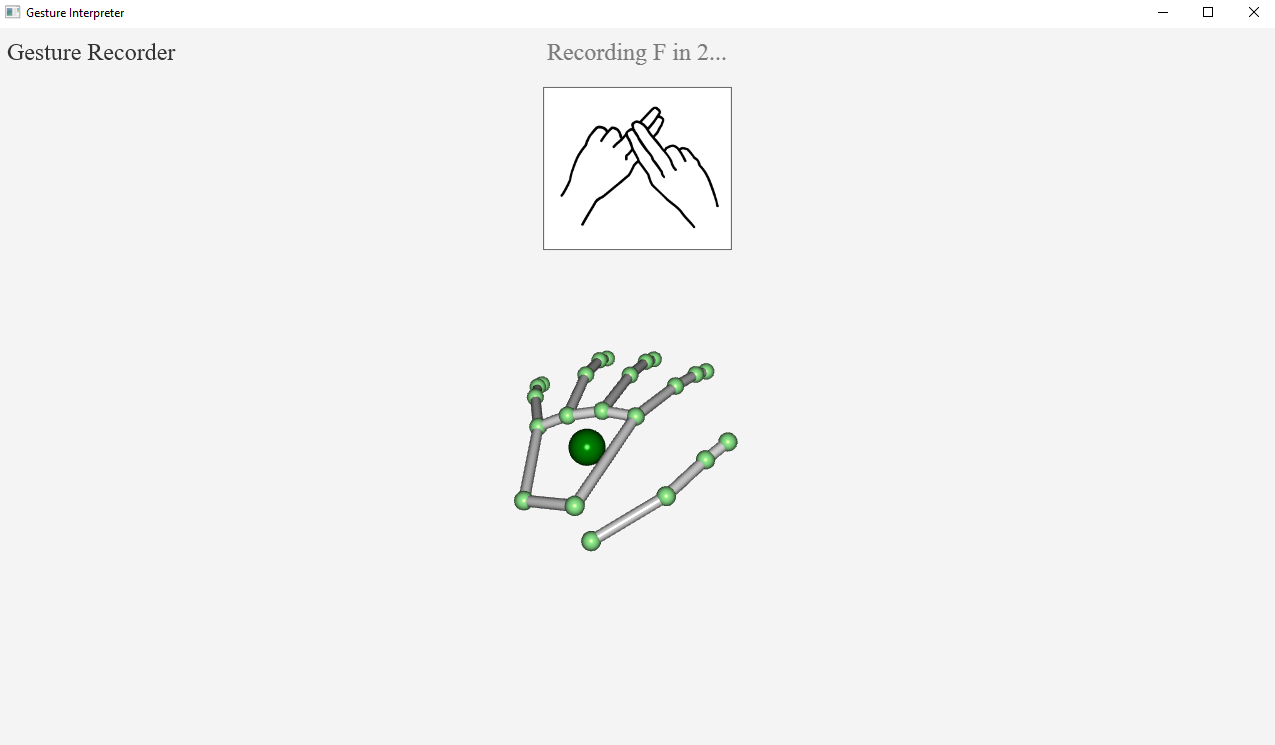 Gesture Interpreter
Gesture Recorder
Recording F in 2...